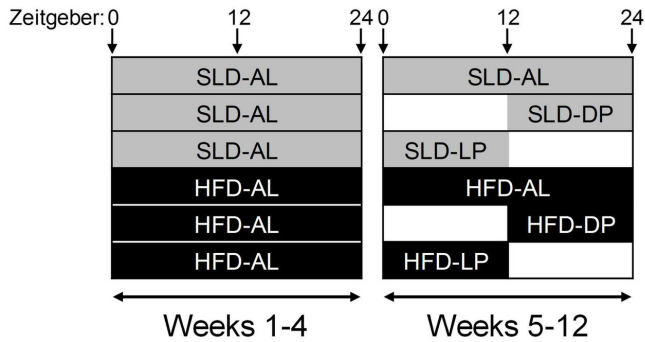 Zeitgeber: 0 12 24 0 12 24
SLD-AL SLD-AL
SLD-AL SLD-DP
SLD-AL SLD-LP
HFD-AL HFD-AL
HFD-AL HFD-DP
HFD-AL HFD-LP
Weeks 1-4 Weeks 5-12